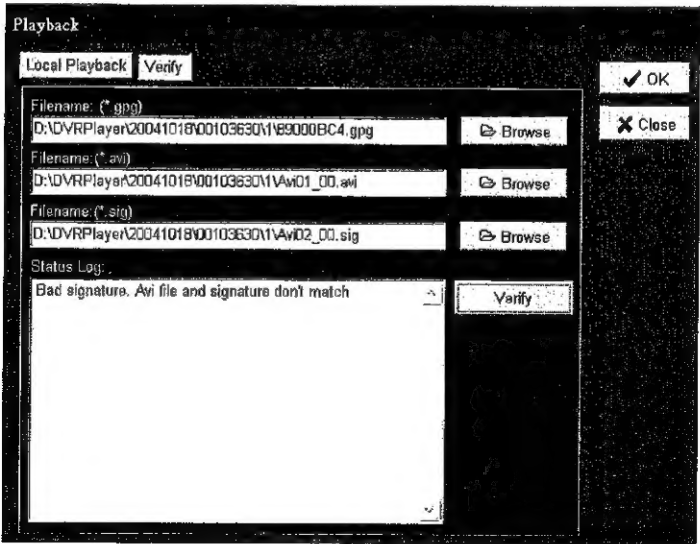 Playback
Local Playback Verify
OK
Filename: (*.gpg)
D:\DVRPlayer\20041018\00103630\1\89000BC4.gpg Browse
Close
Filename:(*.avi)
D:\DVRPlayer\20041018\00103630\1\Avi01_00.avi Browse
Filename:(*.sig)
D:\DVRPlayer\20041018\00103630\1\Avi02_00.sig Browse
Status Log:
Bad signature. Avi file and signature don't match
Verify